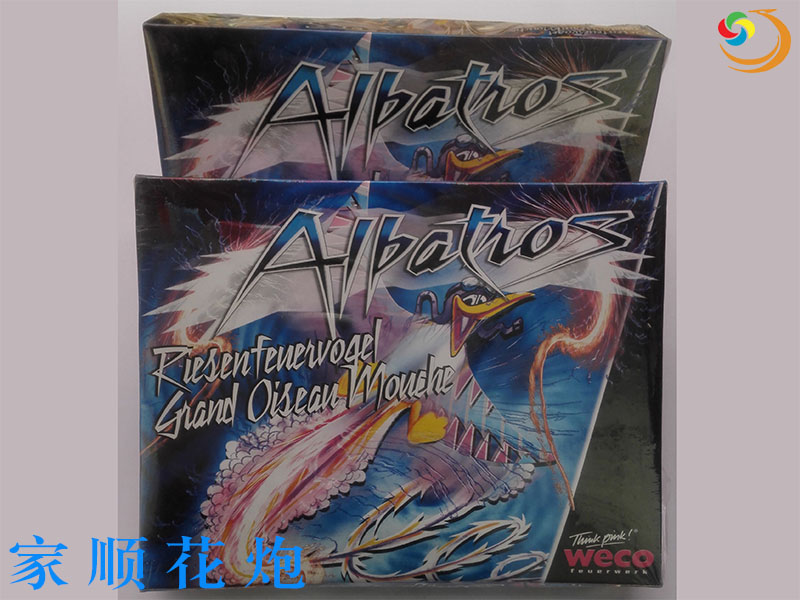 Albatros
Albatros
Riesenfeuervogel
Grand Oiseau Mouche
Think pink!®
weco
feuerwerk
家顺花炮